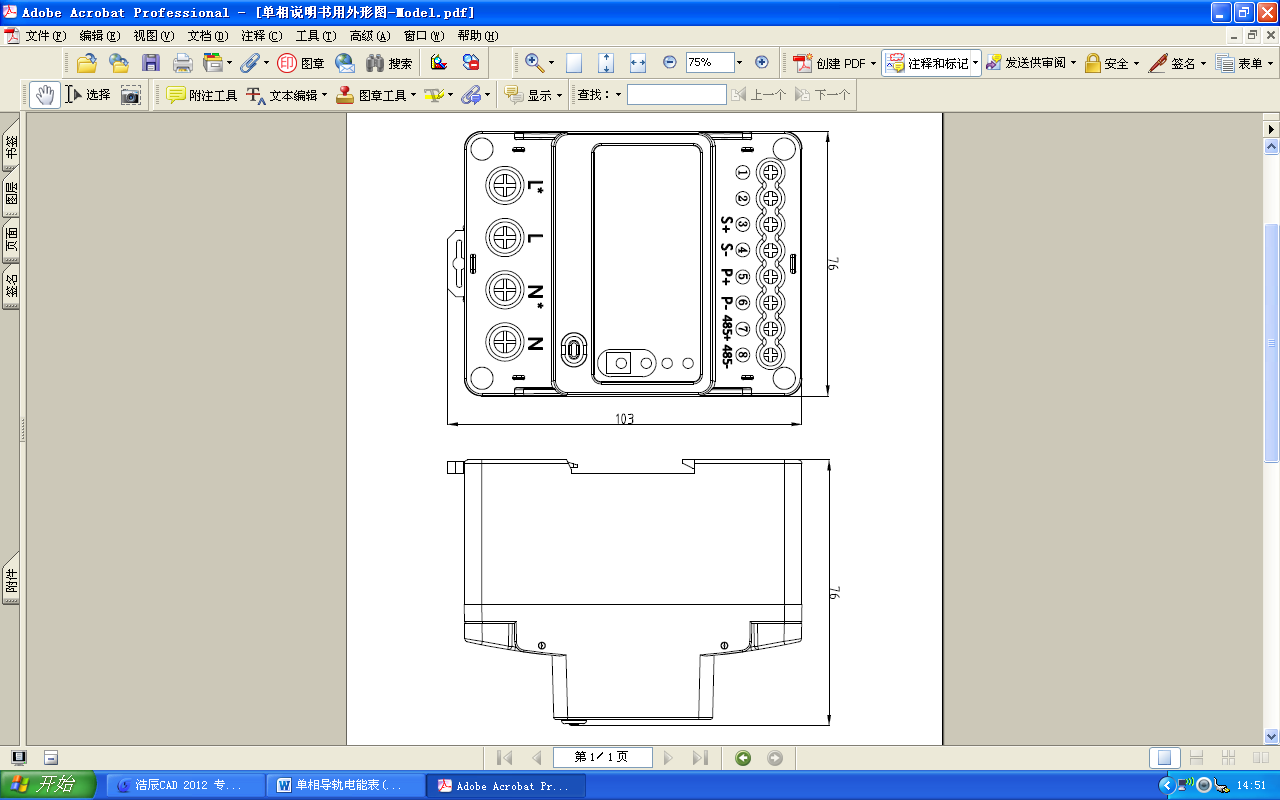 Adobe Acrobat Professional - [单相说明书用外形图-Model.pdf]
文件(F) 编辑(E) 视图(V) 文档(D) 注释(C) 工具(T) 高级(A) 窗口(W) 帮助(H)
印 图章 搜索 75% 创建 PDF 注释和标记 发送供审阅 安全 签名 表单
选择 附注工具 文本编辑 图章工具 显示 查找: 上一个 下一个
书签
图层
页面
签名
附件
L*
L
N*
N
1
2
3
4
5
6
7
8
S+
S-
P+
P-
485+
485-
76
103
76
第 1/ 1 页
开始 浩辰CAD 2012 专... 单相导轨电能表(... Adobe Acrobat Pr... 14:51